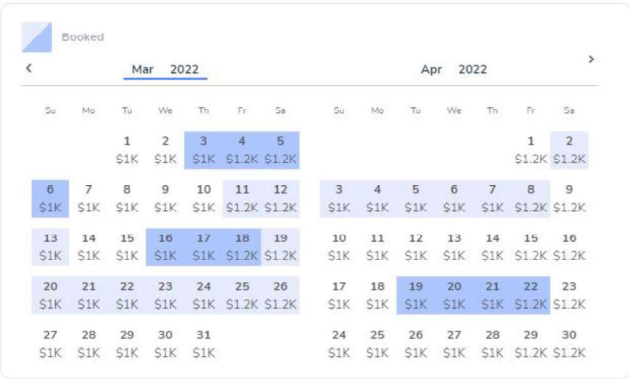 Booked
Mar 2022
Apr 2022
Su Mo Tu We Th Fr Sa
1 2 3 4 5
$1K $1K $1K $1.2K $1.2K
6 7 8 9 10 11 12
$1K $1K $1K $1K $1K $1.2K $1.2K
13 14 15 16 17 18 19
$1K $1K $1K $1K $1K $1.2K $1.2K
20 21 22 23 24 25 26
$1K $1K $1K $1K $1K $1.2K $1.2K
27 28 29 30 31
$1K $1K $1K $1K $1K
Su Mo Tu We Th Fr Sa
1 2
$1.2K $1.2K
3 4 5 6 7 8 9
$1K $1K $1K $1K $1K $1.2K $1.2K
10 11 12 13 14 15 16
$1K $1K $1K $1K $1K $1.2K $1.2K
17 18 19 20 21 22 23
$1K $1K $1K $1K $1K $1.2K $1.2K
24 25 26 27 28 29 30
$1K $1K $1K $1K $1K $1.2K $1.2K